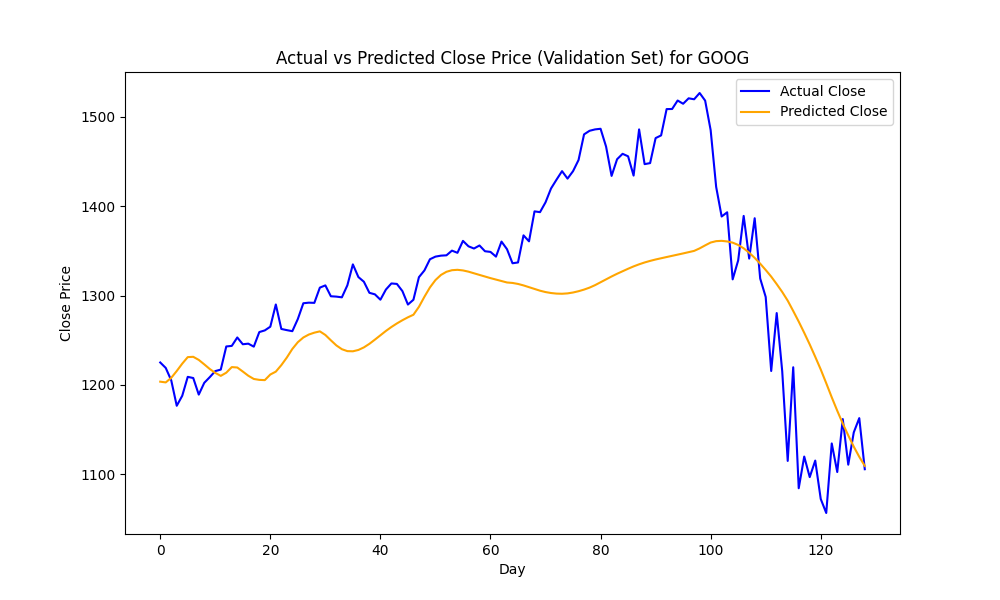 Actual vs Predicted Close Price (Validation Set) for GOOG
Actual Close
Predicted Close
1500
1400
1300
1200
1100
Close Price
0 20 40 60 80 100 120
Day